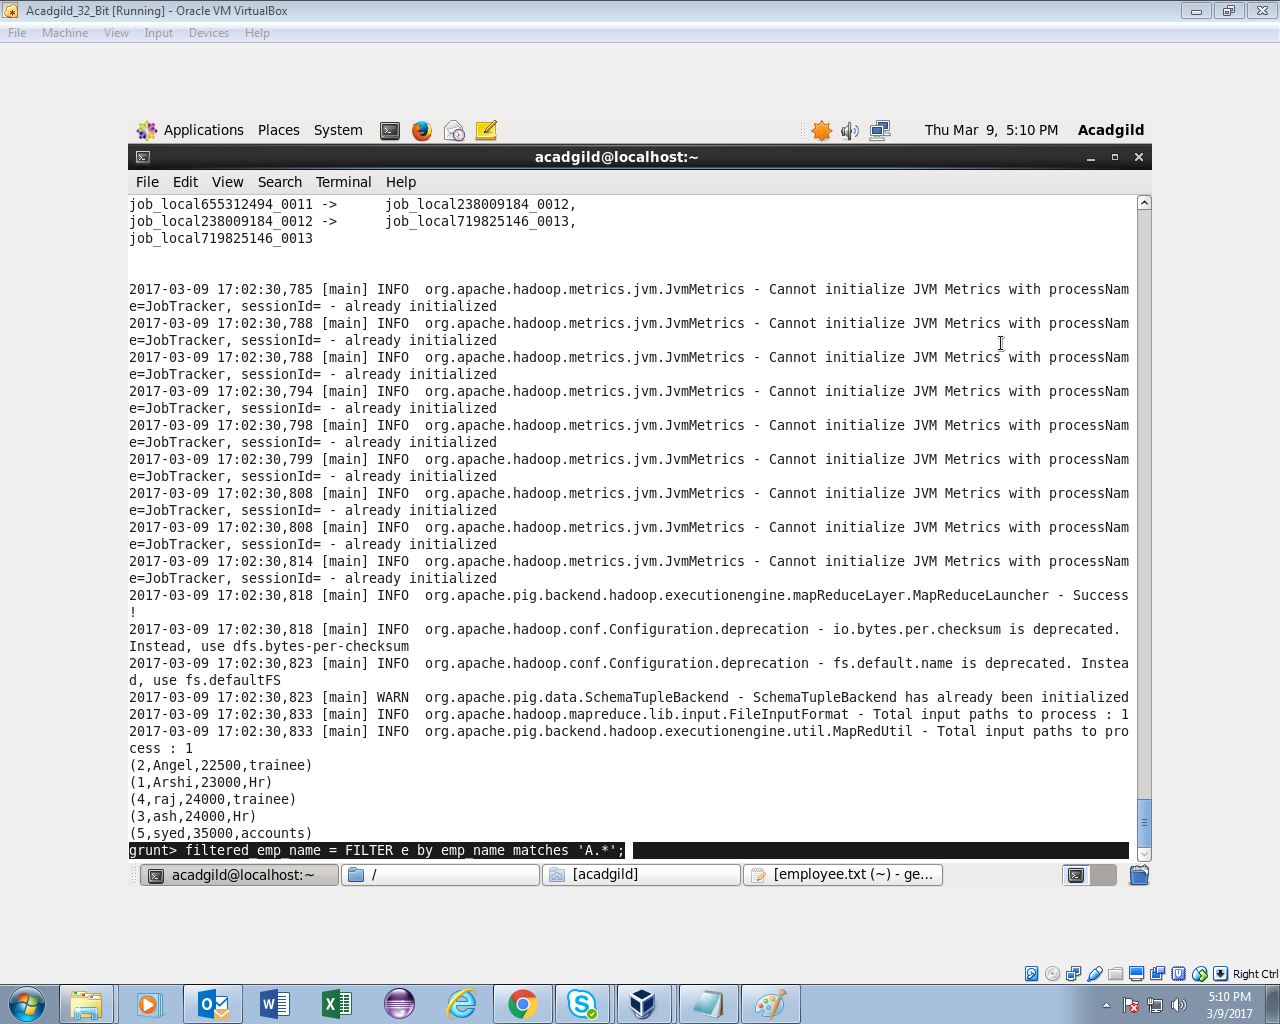 Acadgild_32_Bit [Running] - Oracle VM VirtualBox
File Machine View Input Devices Help
Applications Places System Thu Mar 9, 5:10 PM Acadgild
acadgild@localhost:~
File Edit View Search Terminal Help
job_local655312494_0011 -> job_local238009184_0012,
job_local238009184_0012 -> job_local719825146_0013,
job_local719825146_0013
2017-03-09 17:02:30,785 [main] INFO org.apache.hadoop.metrics.jvm.JvmMetrics - Cannot initialize JVM Metrics with processNam
e=JobTracker, sessionId= - already initialized
2017-03-09 17:02:30,788 [main] INFO org.apache.hadoop.metrics.jvm.JvmMetrics - Cannot initialize JVM Metrics with processNam
e=JobTracker, sessionId= - already initialized
2017-03-09 17:02:30,788 [main] INFO org.apache.hadoop.metrics.jvm.JvmMetrics - Cannot initialize JVM Metrics with processNam
e=JobTracker, sessionId= - already initialized
2017-03-09 17:02:30,794 [main] INFO org.apache.hadoop.metrics.jvm.JvmMetrics - Cannot initialize JVM Metrics with processNam
e=JobTracker, sessionId= - already initialized
2017-03-09 17:02:30,798 [main] INFO org.apache.hadoop.metrics.jvm.JvmMetrics - Cannot initialize JVM Metrics with processNam
e=JobTracker, sessionId= - already initialized
2017-03-09 17:02:30,799 [main] INFO org.apache.hadoop.metrics.jvm.JvmMetrics - Cannot initialize JVM Metrics with processNam
e=JobTracker, sessionId= - already initialized
2017-03-09 17:02:30,808 [main] INFO org.apache.hadoop.metrics.jvm.JvmMetrics - Cannot initialize JVM Metrics with processNam
e=JobTracker, sessionId= - already initialized
2017-03-09 17:02:30,808 [main] INFO org.apache.hadoop.metrics.jvm.JvmMetrics - Cannot initialize JVM Metrics with processNam
e=JobTracker, sessionId= - already initialized
2017-03-09 17:02:30,814 [main] INFO org.apache.hadoop.metrics.jvm.JvmMetrics - Cannot initialize JVM Metrics with processNam
e=JobTracker, sessionId= - already initialized
2017-03-09 17:02:30,818 [main] INFO org.apache.pig.backend.hadoop.executionengine.mapReduceLayer.MapReduceLauncher - Success
!
2017-03-09 17:02:30,818 [main] INFO org.apache.hadoop.conf.Configuration.deprecation - io.bytes.per.checksum is deprecated.
Instead, use dfs.bytes-per-checksum
2017-03-09 17:02:30,823 [main] INFO org.apache.hadoop.conf.Configuration.deprecation - fs.default.name is deprecated. Instea
d, use fs.defaultFS
2017-03-09 17:02:30,823 [main] WARN org.apache.pig.data.SchemaTupleBackend - SchemaTupleBackend has already been initialized
2017-03-09 17:02:30,833 [main] INFO org.apache.hadoop.mapreduce.lib.input.FileInputFormat - Total input paths to process : 1
2017-03-09 17:02:30,833 [main] INFO org.apache.pig.backend.hadoop.executionengine.util.MapRedUtil - Total input paths to pro
cess : 1
(2,Angel,22500,trainee)
(1,Arshi,23000,Hr)
(4,raj,24000,trainee)
(3,ash,24000,Hr)
(5,syed,35000,accounts)
grunt> filtered_emp_name = FILTER e by emp_name matches 'A.*';
acadgild@localhost:~ / [acadgild] [employee.txt (~) - ge...
Right Ctrl
5:10 PM
3/9/2017